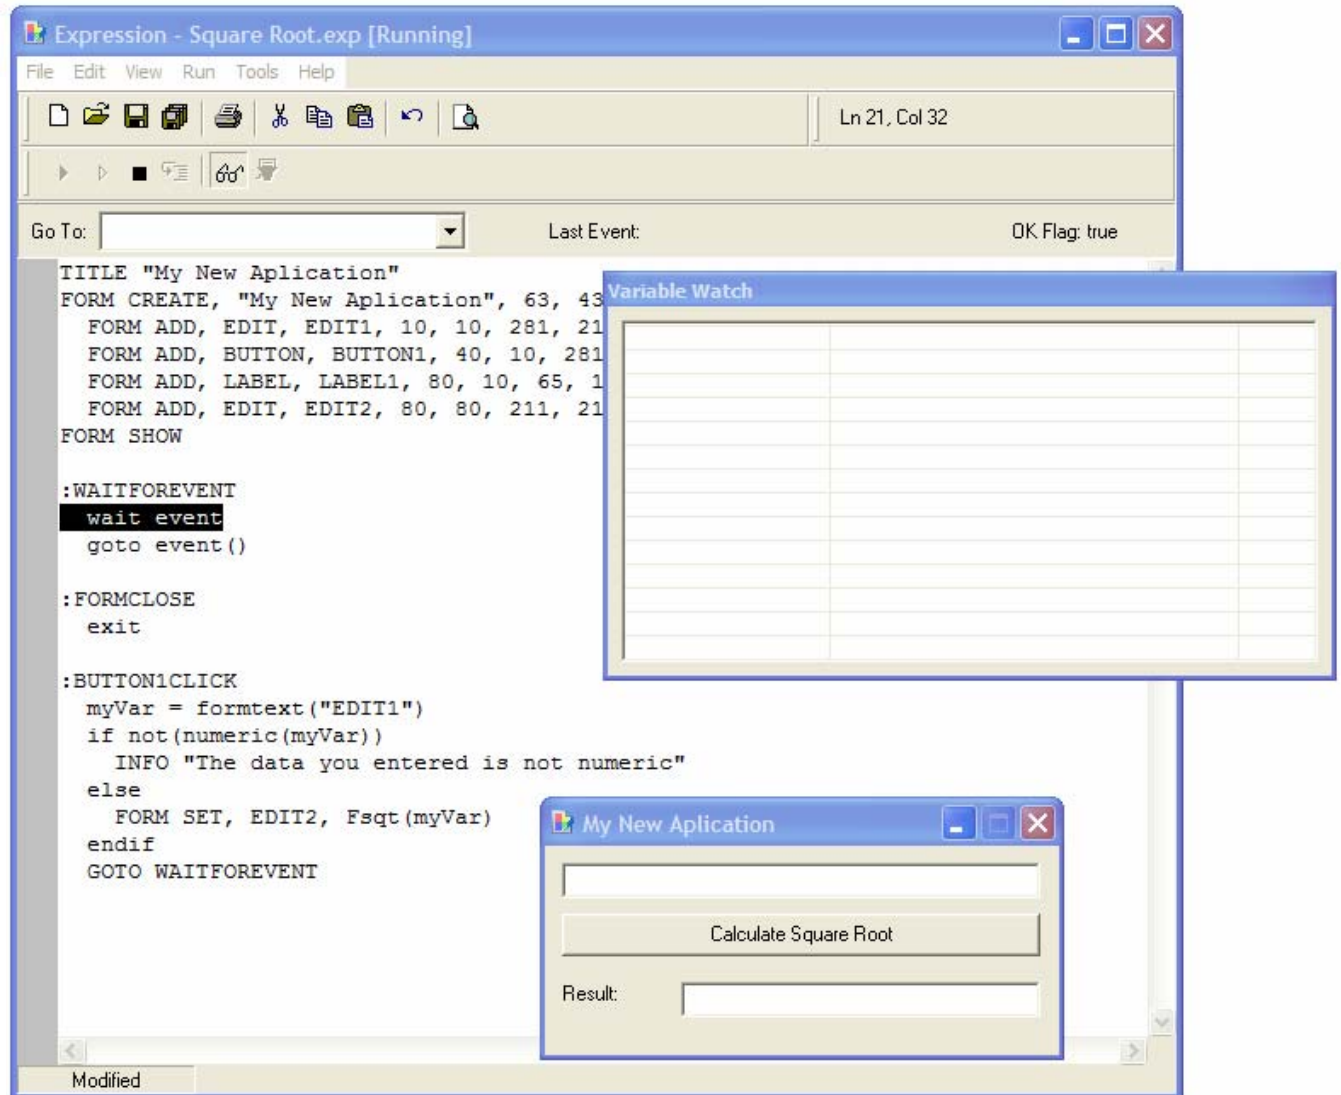 Expression - Square Root.exp [Running]
File Edit View Run Tools Help
Ln 21, Col 32
Go To: Last Event: OK Flag: true
TITLE "My New Aplication"
FORM CREATE, "My New Aplication", 63, 43
FORM ADD, EDIT, EDIT1, 10, 10, 281, 21
FORM ADD, BUTTON, BUTTON1, 40, 10, 281
FORM ADD, LABEL, LABEL1, 80, 10, 65, 1
FORM ADD, EDIT, EDIT2, 80, 80, 211, 21
FORM SHOW
:WAITFOREVENT
wait event
goto event()
:FORMCLOSE
exit
:BUTTON1CLICK
myVar = formtext("EDIT1")
if not(numeric(myVar))
INFO "The data you entered is not numeric"
else
FORM SET, EDIT2, Fsqt(myVar)
endif
GOTO WAITFOREVENT
Modified
Variable Watch
My New Aplication
Calculate Square Root
Result: